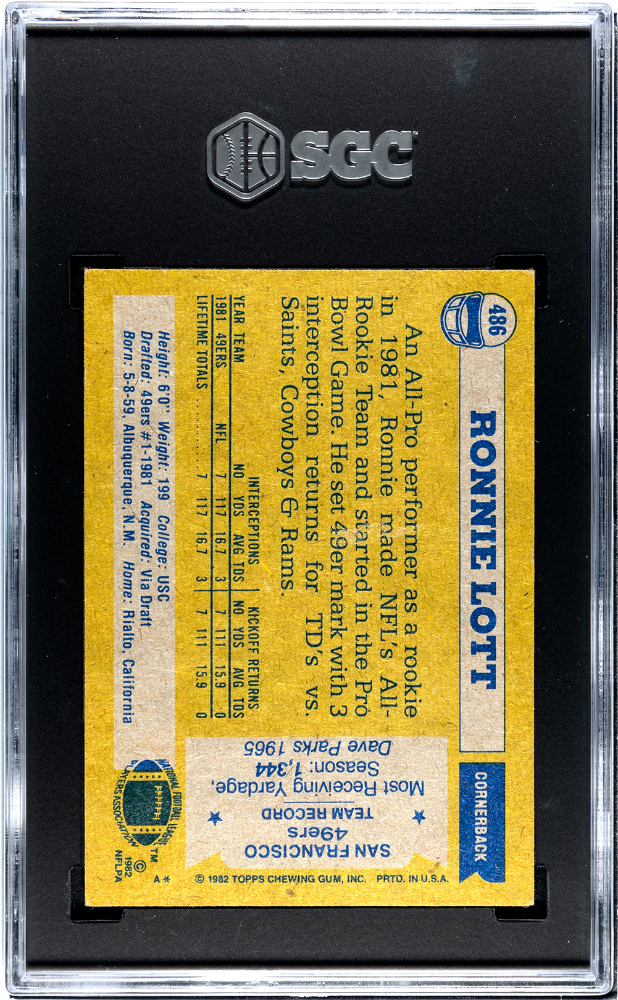 SGC
486
RONNIE LOTT
CORNERBACK
An All-Pro performer as a rookie
in 1981, Ronnie made NFL's All-
Rookie Team and started in the Pro
Bowl Game. He set 49er mark with 3
interception returns for TD's vs.
Saints, Cowboys & Rams.
INTERCEPTIONS KICKOFF RETURNS
YEAR TEAM NO YDS AVG TDS NO YDS AVG TDS
1981 49ERS NFL 7 117 16.7 3 7 111 15.9 0
LIFETIME TOTALS .......... 7 117 16.7 3 7 111 15.9 0
Height: 6'0" Weight: 199 College: USC
Drafted: 49ers #1-1981 Acquired: Via Draft
Born: 5-8-59, Albuquerque, N.M. Home: Rialto, California
SAN FRANCISCO
49ers
TEAM RECORD
Most Receiving Yardage,
Season: 1,344
Dave Parks 1965
NATIONAL FOOTBALL LEAGUE
PLAYERS ASSOCIATION
TM
© 1982
NFLPA
A*
© 1982 TOPPS CHEWING GUM, INC. PRTD. IN U.S.A.